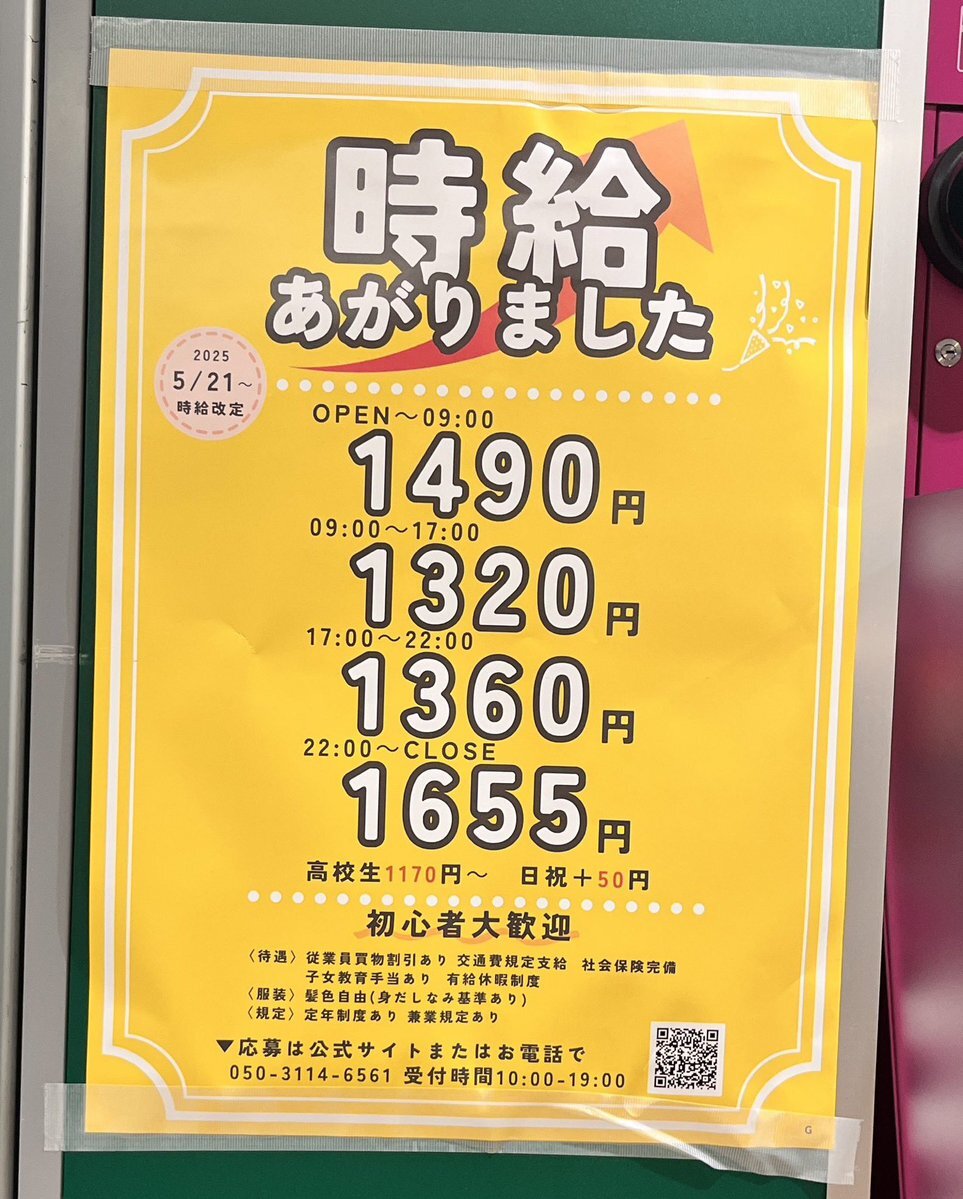 時給
あがりました
2025
5/21～
時給改定
OPEN～09:00
1490円
09:00～17:00
1320円
17:00～22:00
1360円
22:00～CLOSE
1655円
高校生1170円～　日祝＋50円
初心者大歓迎
〈待遇〉従業員買物割引あり 交通費規定支給　社会保険完備
子女教育手当あり　有給休暇制度
〈服装〉髪色自由(身だしなみ基準あり)
〈規定〉定年制度あり 兼業規定あり
▼応募は公式サイトまたはお電話で
050-3114-6561 受付時間10:00-19:00
G